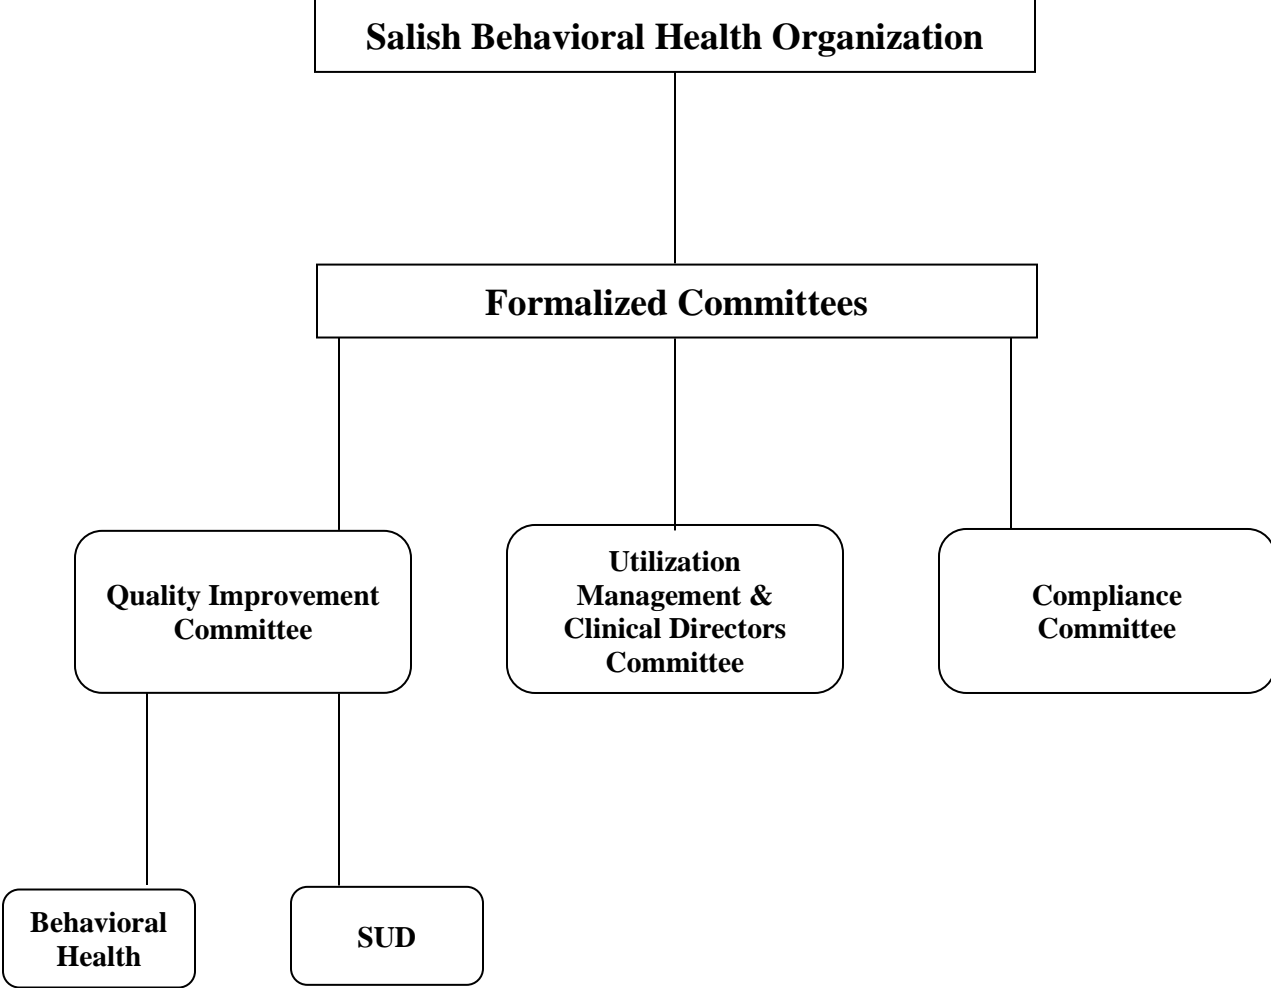 Salish Behavioral Health Organization
Formalized Committees
Quality Improvement
Committee
Utilization
Management &
Clinical Directors
Committee
Compliance
Committee
Behavioral
Health
SUD